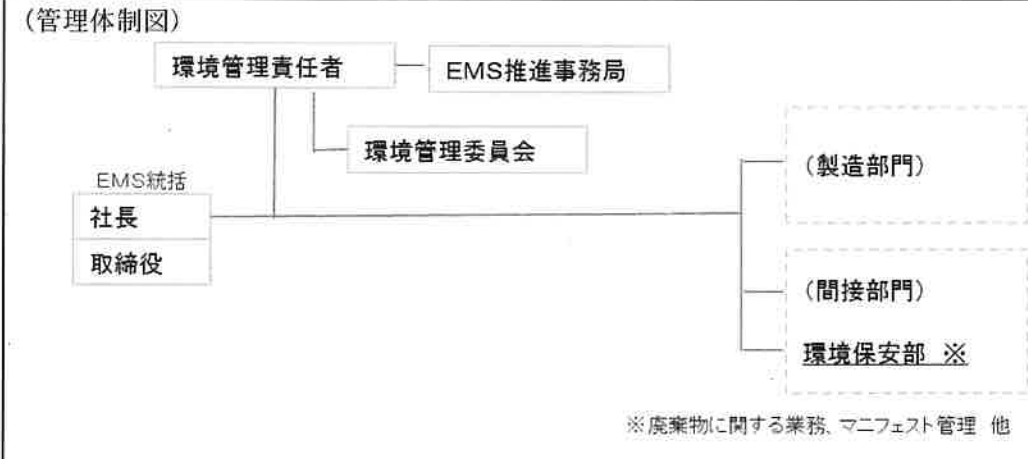 (管理体制図)
環境管理責任者
EMS推進事務局
環境管理委員会
EMS統括
社長
取締役
(製造部門)
(間接部門)
環境保安部 ※
※廃棄物に関する業務、マニフェスト管理 他